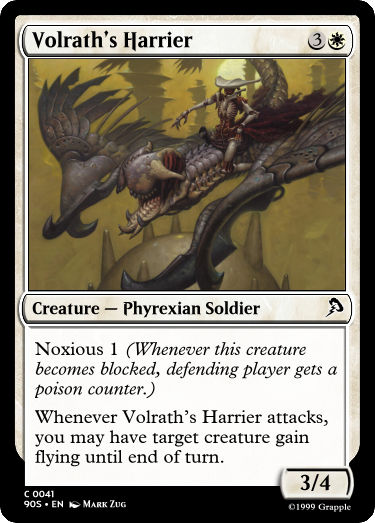 Volrath's Harrier 3
Creature — Phyrexian Soldier
Noxious 1 (Whenever this creature
becomes blocked, defending player gets a
poison counter.)
Whenever Volrath's Harrier attacks,
you may have target creature gain
flying until end of turn.
3/4
C 0041
90S • EN Mark Zug
©1999 Grapple